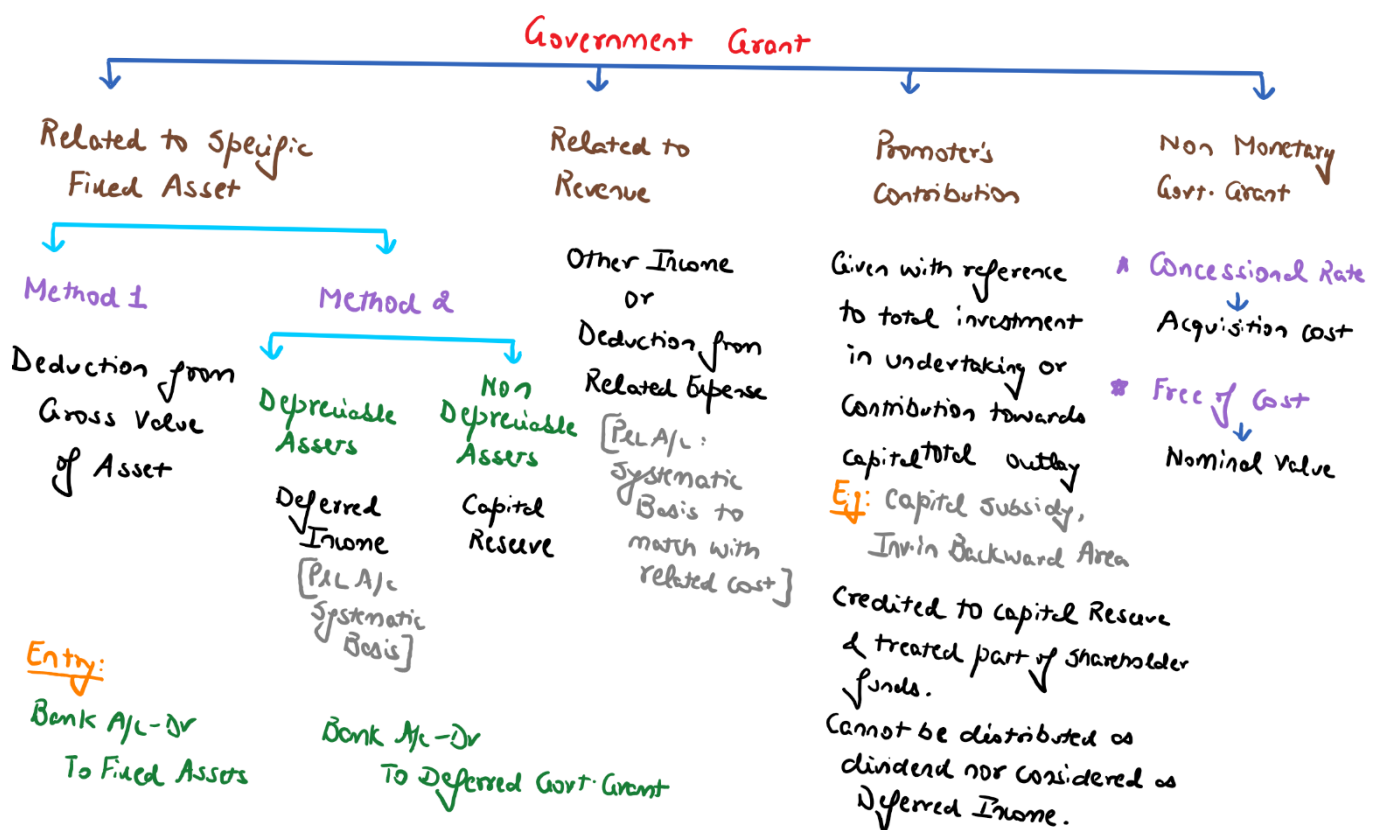 Government Grant
Related to Specific
Fixed Asset
Method 1
Deduction from
Gross Value
of Asset
Method 2
Depreciable
Assets
Deferred
Income
[P&L A/c
Systematic
Basis]
Non
Depreciable
Assets
Capital
Reserve
Entry:
Bank A/c-Dr
To Fixed Assets
Bank A/c-Dr
To Deferred Govt. Grant
Related to
Revenue
Other Income
or
Deduction from
Related Expense
[P&L A/c:
Systematic
Basis to
match with
related cost]
Promoter's
Contribution
Given with reference
to total investment
in undertaking or
Contribution towards
capital total outlay
Eg: Capital Subsidy,
Inv.in Backward Area
Credited to Capital Reserve
& treated part of shareholder
funds.
Cannot be distributed as
dividend nor considered as
Deferred Income.
Non Monetary
Govt. Grant
* Concessional Rate
Acquisition Cost
* Free of Cost
Nominal Value